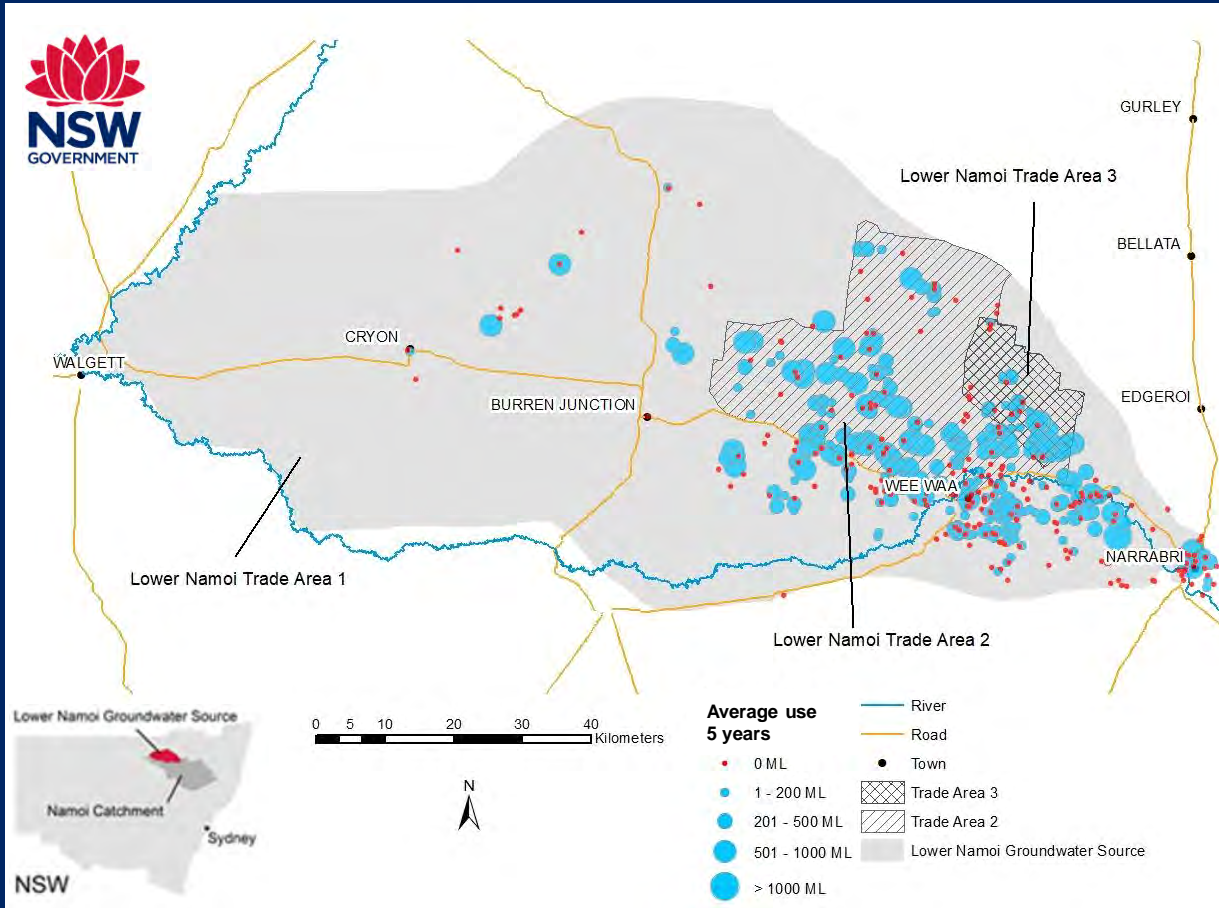 NSW
GOVERNMENT
GURLEY
Lower Namoi Trade Area 3
BELLATA
CRYON
WALGETT
BURREN JUNCTION
EDGEROI
WEE WAA
NARRABRI
Lower Namoi Trade Area 1
Lower Namoi Trade Area 2
Lower Namoi Groundwater Source
Namoi Catchment
Sydney
NSW
0 5 10 20 30 40
Kilometers
N
Average use
5 years
0 ML
1 - 200 ML
201 - 500 ML
501 - 1000 ML
> 1000 ML
River
Road
Town
Trade Area 3
Trade Area 2
Lower Namoi Groundwater Source